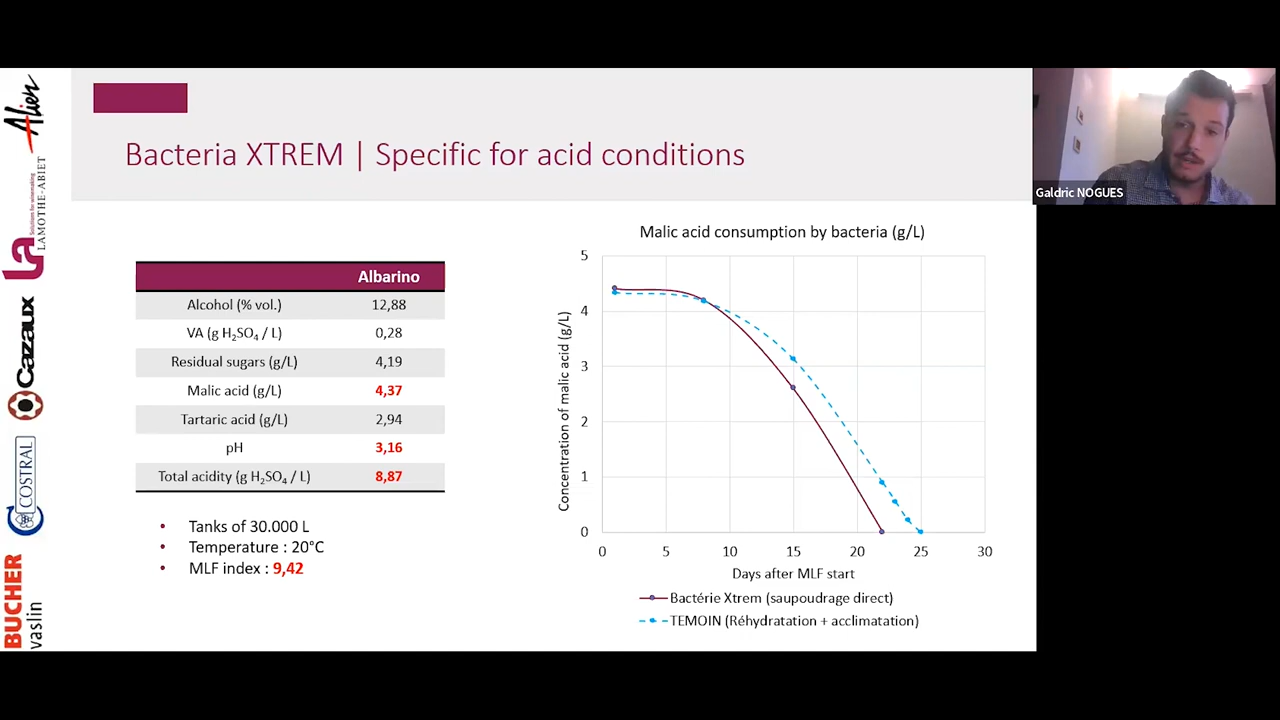 Alien
LAMOTHE-ABIET
Solutions for winemaking
Cazaux
COSTRAL
BUCHER
vaslin
Bacteria XTREM | Specific for acid conditions
Galdric NOGUES
Albarino
Alcohol (% vol.) 12,88
VA (g H₂SO₄ / L) 0,28
Residual sugars (g/L) 4,19
Malic acid (g/L) 4,37
Tartaric acid (g/L) 2,94
pH 3,16
Total acidity (g H₂SO₄ / L) 8,87
• Tanks of 30.000 L
• Temperature : 20°C
• MLF index : 9,42
Malic acid consumption by bacteria (g/L)
Concentration of malic acid (g/L)
5
4
3
2
1
0
0 5 10 15 20 25 30
Days after MLF start
Bactérie Xtrem (saupoudrage direct)
TEMOIN (Réhydratation + acclimatation)